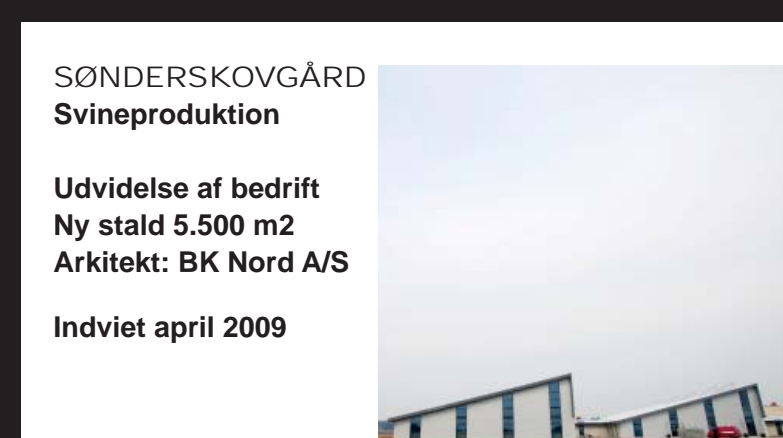 SØNDERSKOVGÅRD
Svineproduktion
Udvidelse af bedrift
Ny stald 5.500 m2
Arkitekt: BK Nord A/S
Indviet april 2009